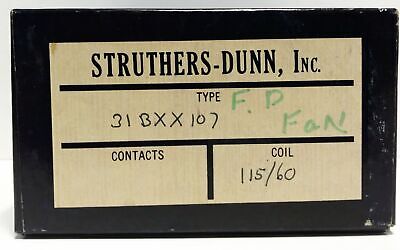 STRUTHERS-DUNN, INC.
TYPE F.D
31BXX107 FaN
CONTACTS COIL
115/60